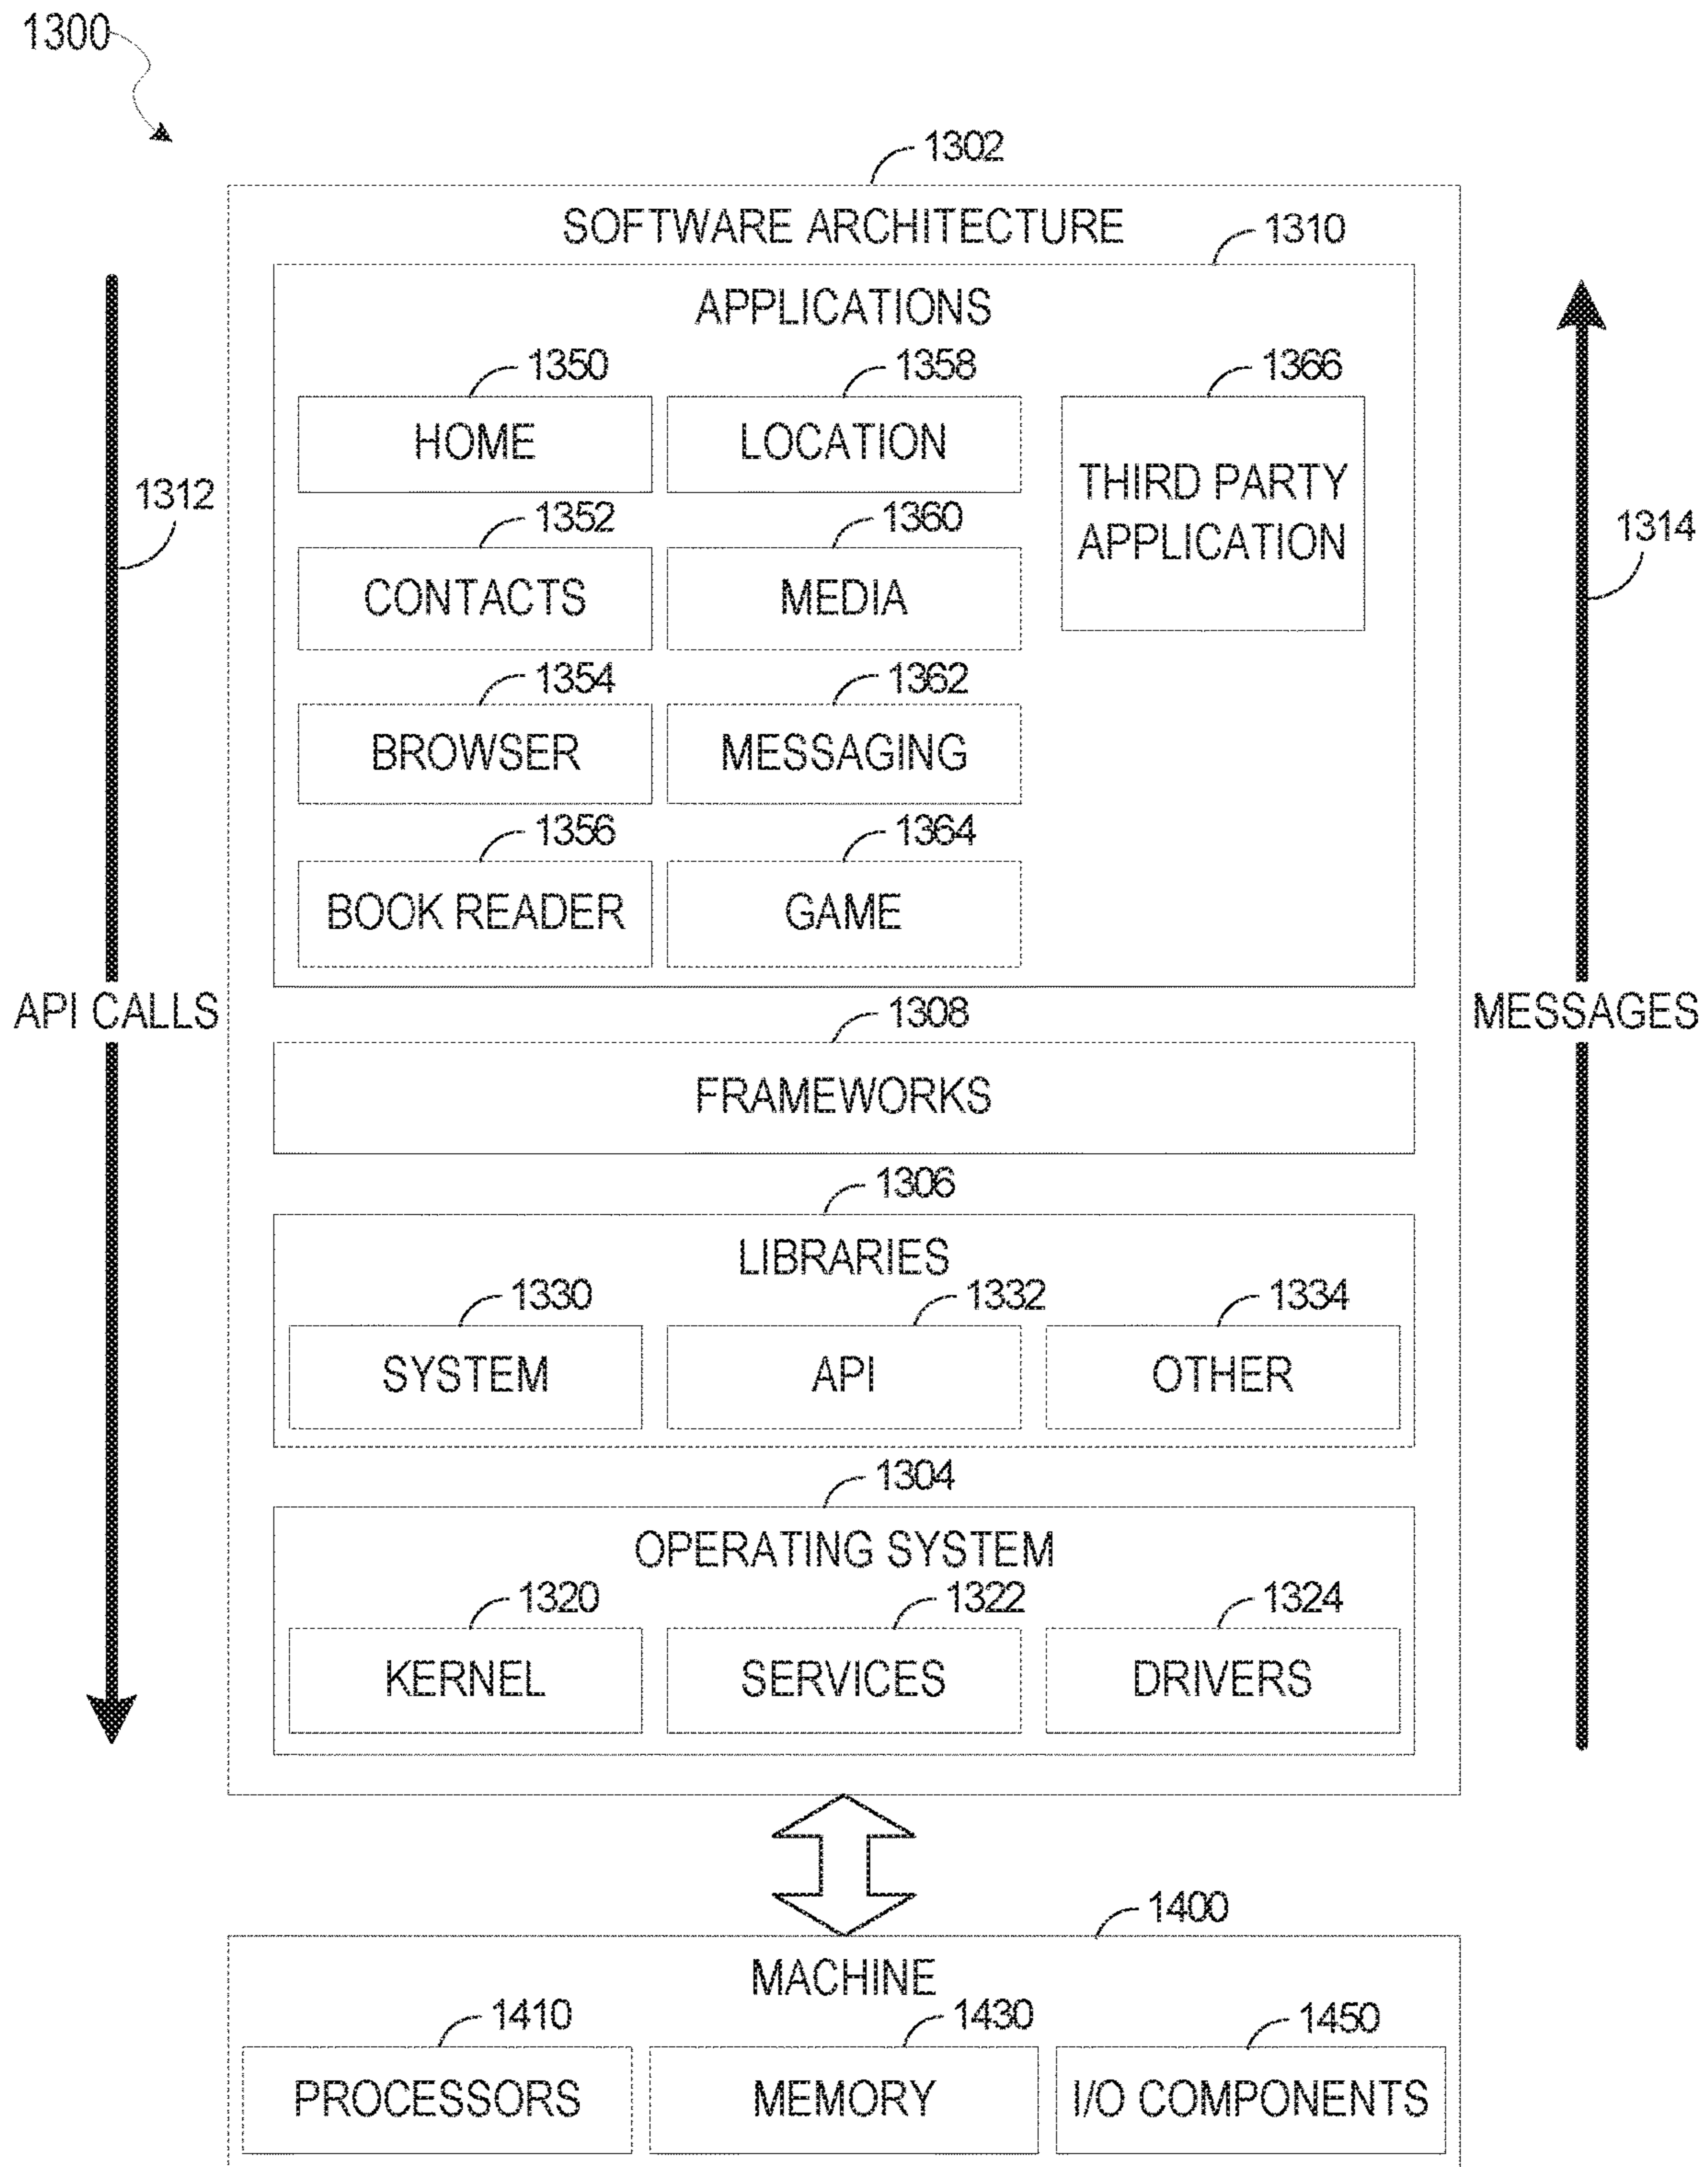 1300
1302
SOFTWARE ARCHITECTURE
1310
APPLICATIONS
1350
1358
1366
HOME
LOCATION
THIRD PARTY
APPLICATION
1312
1314
1352
1360
CONTACTS
MEDIA
1354
1362
BROWSER
MESSAGING
1356
1364
BOOK READER
GAME
API CALLS
MESSAGES
1308
FRAMEWORKS
1306
LIBRARIES
1330
1332
1334
SYSTEM
API
OTHER
1304
OPERATING SYSTEM
1320
1322
1324
KERNEL
SERVICES
DRIVERS
1400
MACHINE
1410
1430
1450
PROCESSORS
MEMORY
I/O COMPONENTS